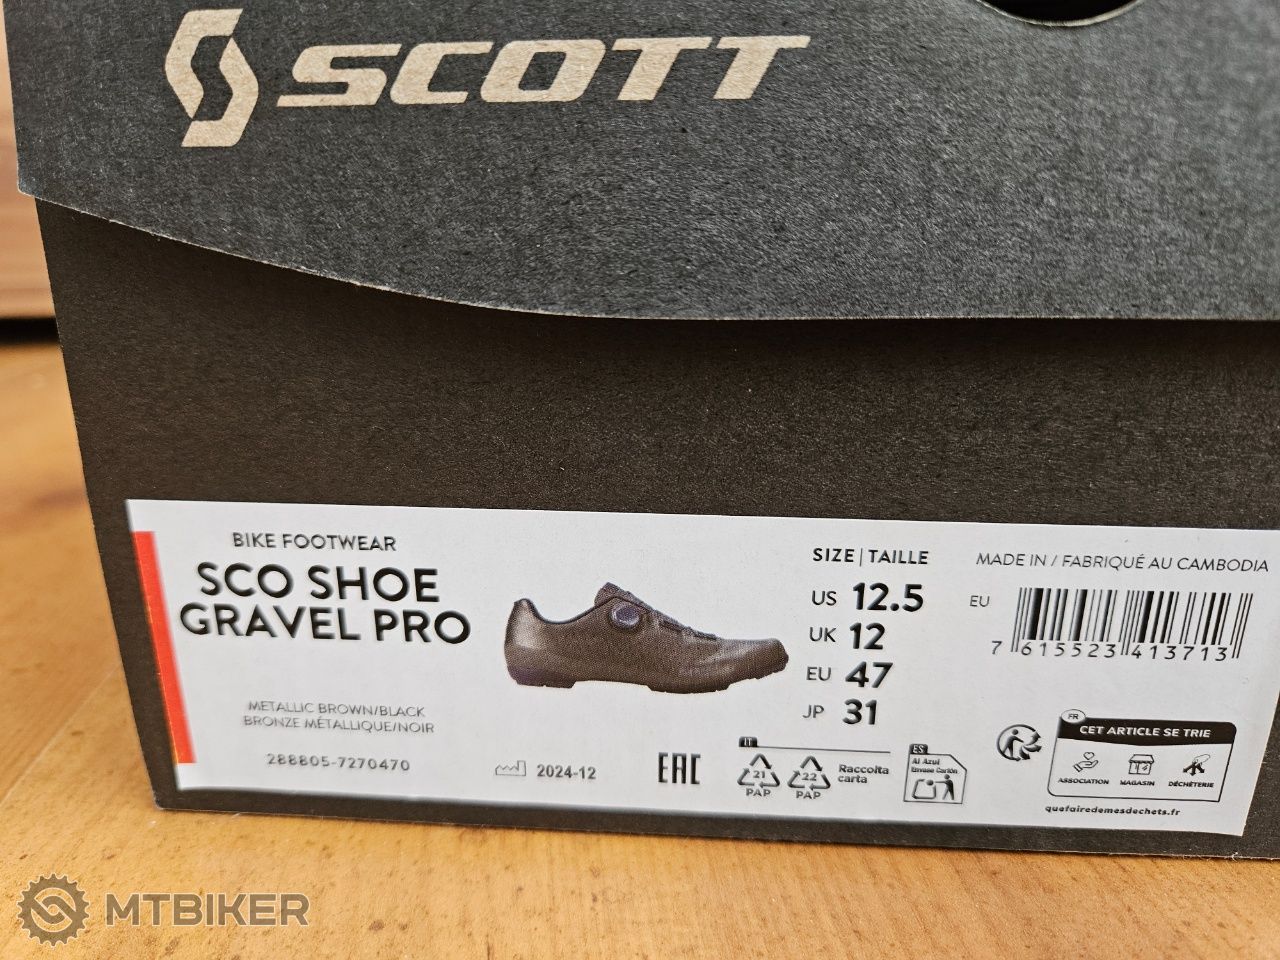 SCOTT
BIKE FOOTWEAR
SCO SHOE
GRAVEL PRO
METALLIC BROWN/BLACK
BRONZE MÉTALLIQUE/NOIR
288805-7270470
2024-12
EAC
SIZE | TAILLE
US 12.5
UK 12
EU 47
JP 31
MADE IN / FABRIQUÉ AU CAMBODIA
EU
7 615523 413713
IT
21
PAP
22
PAP
Raccolta
carta
ES
Al Azul
Envase Cartón
FR
CET ARTICLE SE TRIE
ASSOCIATION MAGASIN DÉCHÈTERIE
quefairedemesdechets.fr
MTBIKER